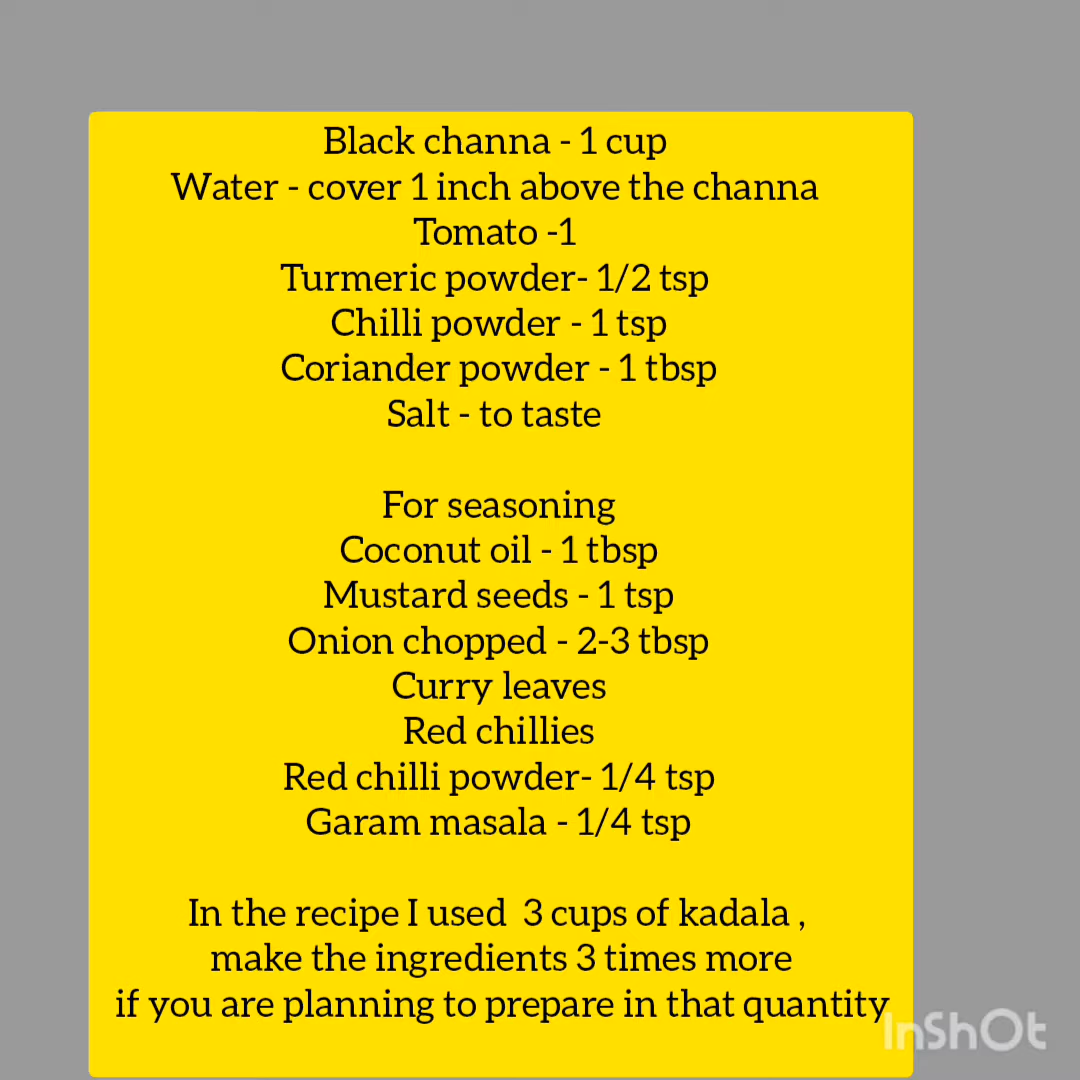 Black channa - 1 cup
Water - cover 1 inch above the channa
Tomato -1
Turmeric powder- 1/2 tsp
Chilli powder - 1 tsp
Coriander powder - 1 tbsp
Salt - to taste
For seasoning
Coconut oil - 1 tbsp
Mustard seeds - 1 tsp
Onion chopped - 2-3 tbsp
Curry leaves
Red chillies
Red chilli powder- 1/4 tsp
Garam masala - 1/4 tsp
In the recipe I used  3 cups of kadala ,
make the ingredients 3 times more
if you are planning to prepare in that quantity
InShOt